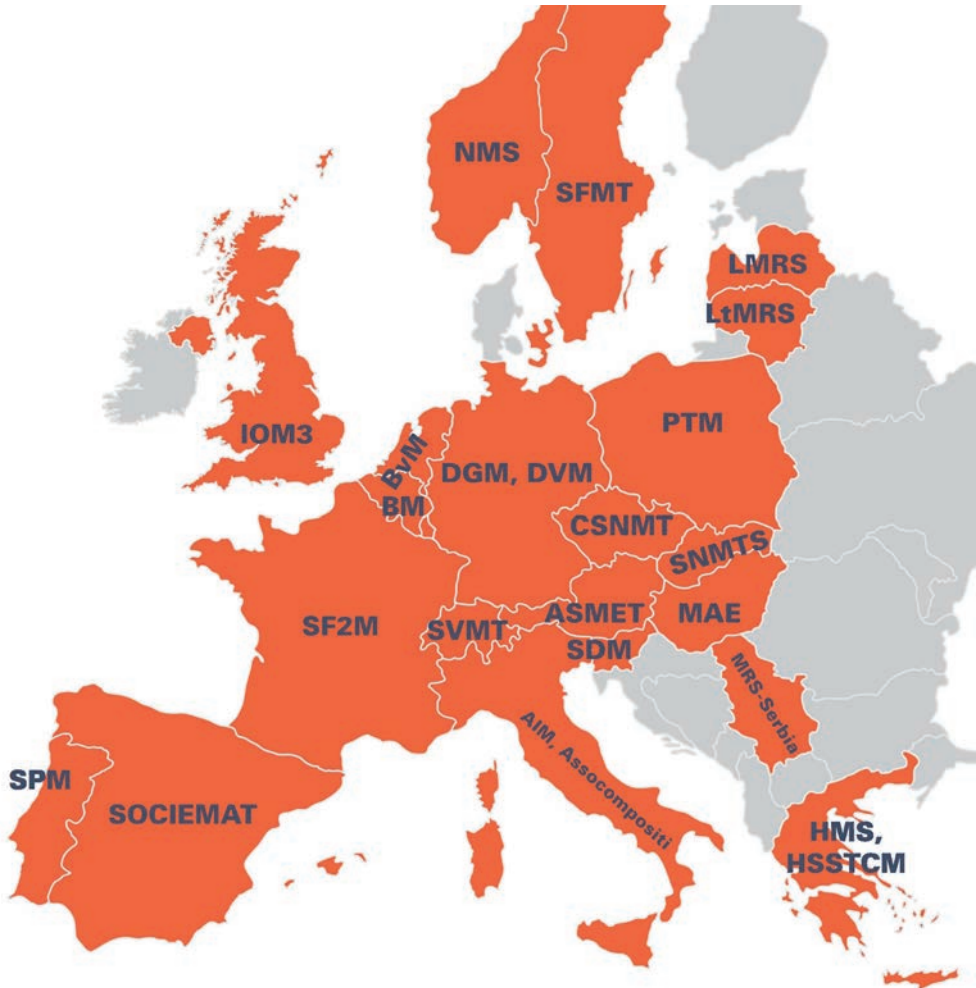 NMS
SFMT
LMRS
LtMRS
IOM3
BvM
BM
DGM, DVM
PTM
CSNMT
SNMTS
SF2M
SVMT
ASMET
MAE
SDM
MRS-Serbia
AIM, Assocompositi
SPM
SOCIEMAT
HMS,
HSSTCM